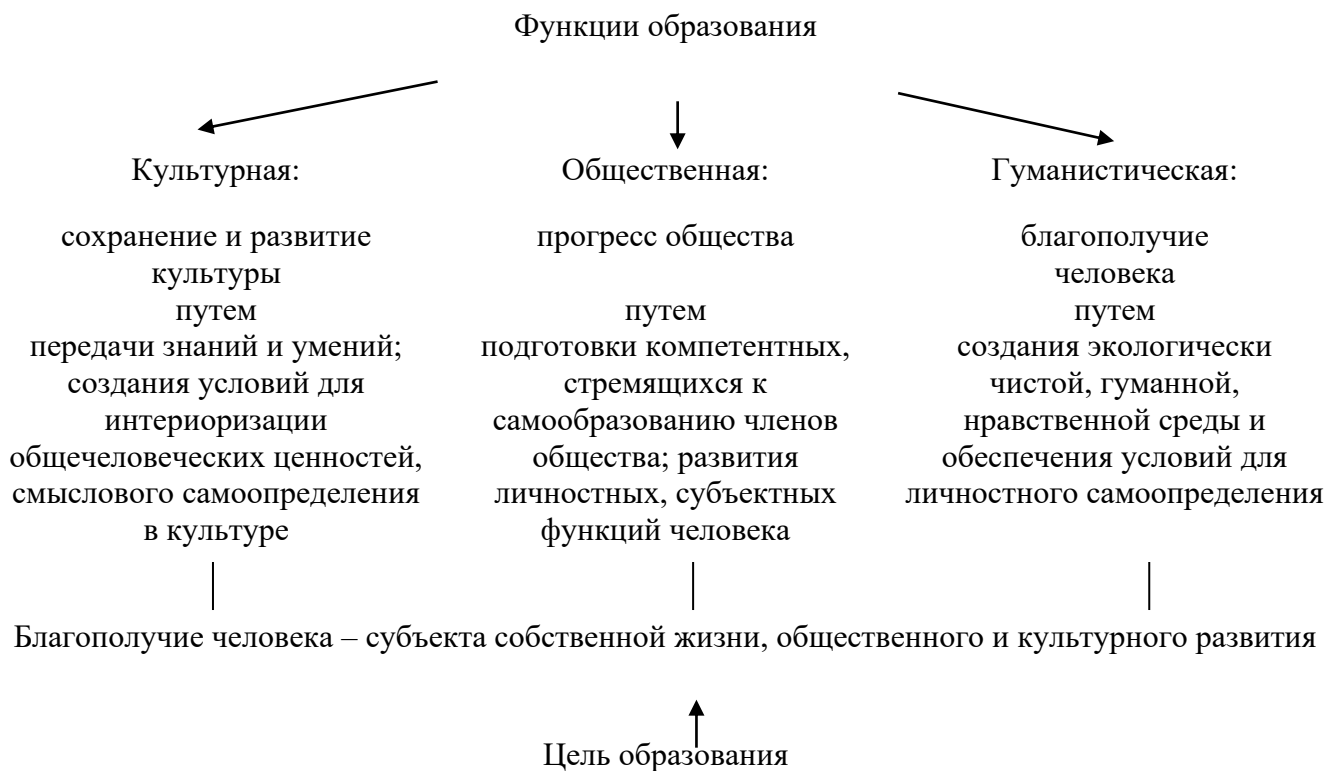 Функции образования
Культурная:
сохранение и развитие
культуры
путем
передачи знаний и умений;
создания условий для
интериоризации
общечеловеческих ценностей,
смыслового самоопределения
в культуре
Общественная:
прогресс общества
путем
подготовки компетентных,
стремящихся к
самообразованию членов
общества; развития
личностных, субъектных
функций человека
Гуманистическая:
благополучие
человека
путем
создания экологически
чистой, гуманной,
нравственной среды и
обеспечения условий для
личностного самоопределения
Благополучие человека – субъекта собственной жизни, общественного и культурного развития
Цель образования